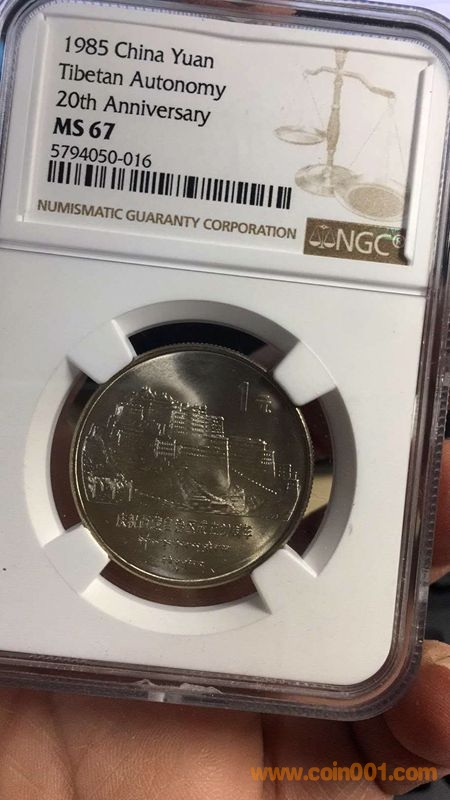 1985 China Yuan
Tibetan Autonomy
20th Anniversary
MS 67
5794050-016
NUMISMATIC GUARANTY CORPORATION
NGC®
1元
www.coin001.com